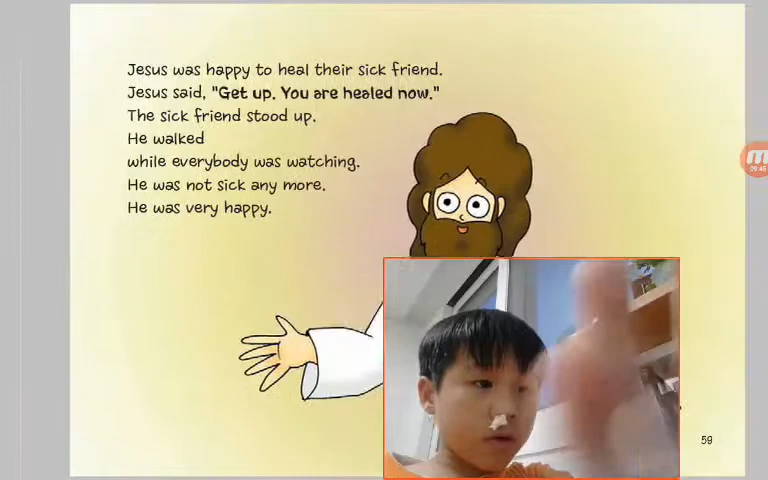 Jesus was happy to heal their sick friend.
Jesus said, "Get up. You are healed now."
The sick friend stood up.
He walked
while everybody was watching.
He was not sick any more.
He was very happy.
09:45
59